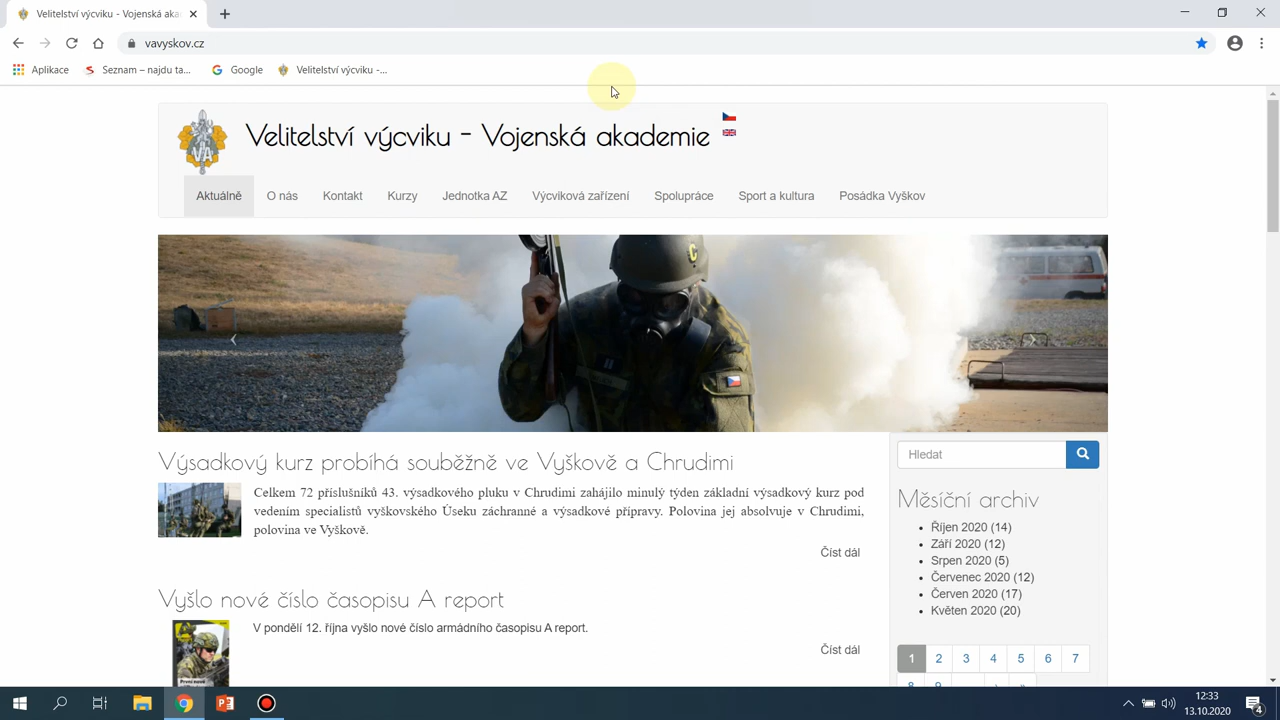 Velitelství výcviku - Vojenská aka
vavyskov.cz
Aplikace
Seznam – najdu ta...
Google
Velitelství výcviku -...
VA
Velitelství výcviku - Vojenská akademie
Aktuálně
O nás
Kontakt
Kurzy
Jednotka AZ
Výcviková zařízení
Spolupráce
Sport a kultura
Posádka Vyškov
C
Výsadkový kurz probíhá souběžně ve Vyškově a Chrudimi
Celkem 72 příslušníků 43. výsadkového pluku v Chrudimi zahájilo minulý týden základní výsadkový kurz pod
vedením specialistů vyškovského Úseku záchranné a výsadkové přípravy. Polovina jej absolvuje v Chrudimi,
polovina ve Vyškově.
Číst dál
Vyšlo nové číslo časopisu A report
V pondělí 12. října vyšlo nové číslo armádního časopisu A report.
Číst dál
Hledat
Měsíční archiv
Říjen 2020 (14)
Září 2020 (12)
Srpen 2020 (5)
Červenec 2020 (12)
Červen 2020 (17)
Květen 2020 (20)
1 2 3 4 5 6 7
8 9 … › »
12:33
13.10.2020
4